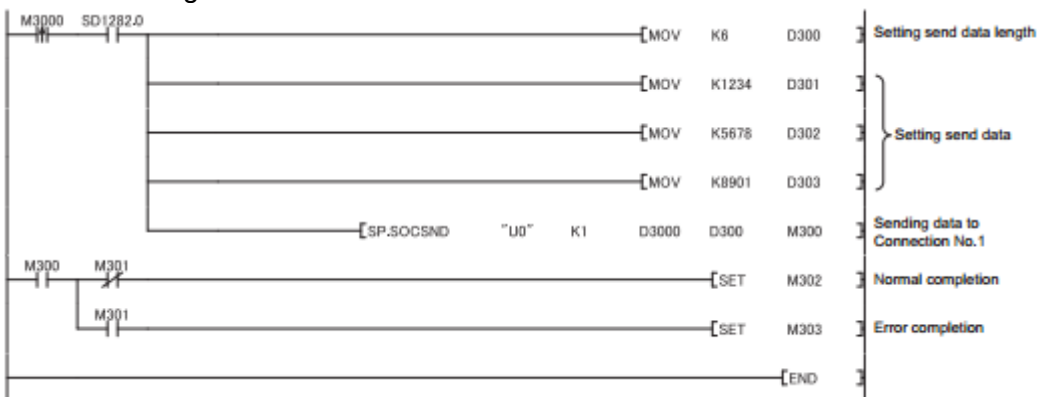 M3000 SD1282.0 [MOV K6 D300 ] Setting send data length
[MOV K1234 D301 ]
[MOV K5678 D302 ] Setting send data
[MOV K8901 D303 ]
[SP.SOCSND "U0" K1 D3000 D300 M300 ] Sending data to
Connection No.1
M300 M301 [SET M302 ] Normal completion
M301 [SET M303 ] Error completion
[END ]